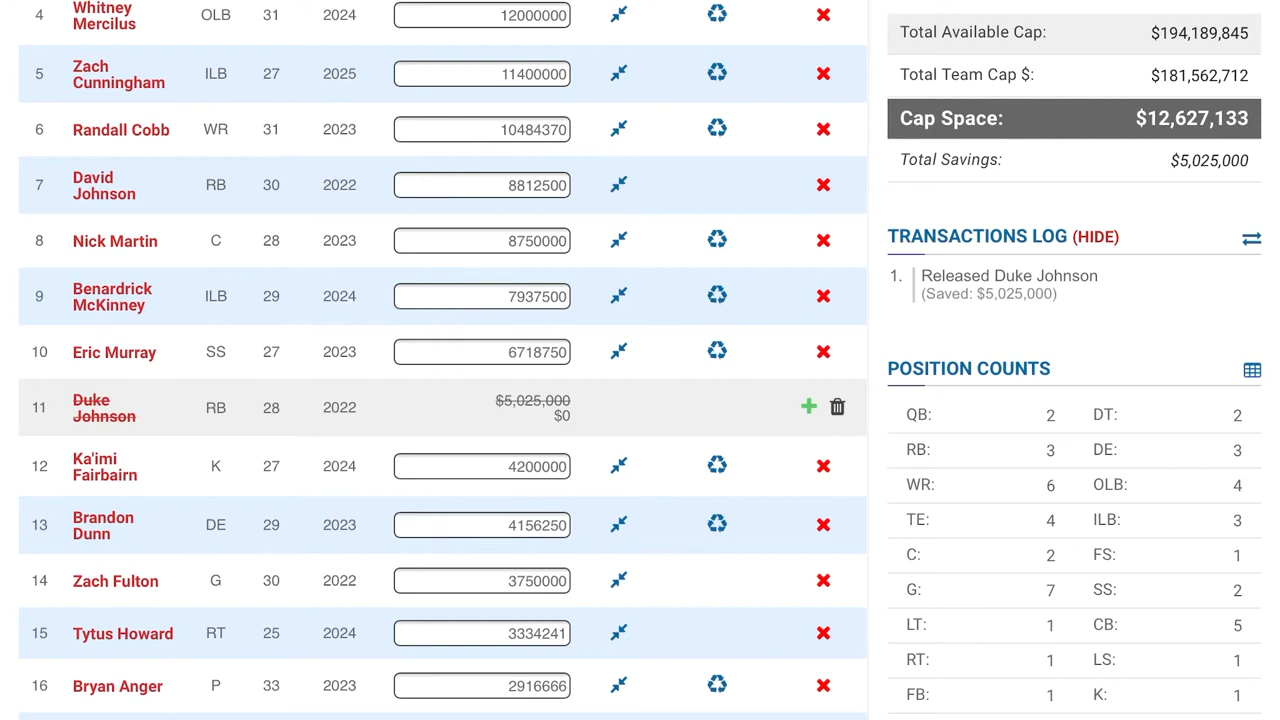 4 Whitney Mercilus OLB 31 2024 12000000
5 Zach Cunningham ILB 27 2025 11400000
6 Randall Cobb WR 31 2023 10484370
7 David Johnson RB 30 2022 8812500
8 Nick Martin C 28 2023 8750000
9 Benardrick McKinney ILB 29 2024 7937500
10 Eric Murray SS 27 2023 6718750
11 Duke Johnson RB 28 2022 $5,025,000 $0
12 Ka'imi Fairbairn K 27 2024 4200000
13 Brandon Dunn DE 29 2023 4156250
14 Zach Fulton G 30 2022 3750000
15 Tytus Howard RT 25 2024 3334241
16 Bryan Anger P 33 2023 2916666
Total Available Cap: $194,189,845
Total Team Cap $: $181,562,712
Cap Space: $12,627,133
Total Savings: $5,025,000
TRANSACTIONS LOG (HIDE)
1. Released Duke Johnson
(Saved: $5,025,000)
POSITION COUNTS
QB: 2 DT: 2
RB: 3 DE: 3
WR: 6 OLB: 4
TE: 4 ILB: 3
C: 2 FS: 1
G: 7 SS: 2
LT: 1 CB: 5
RT: 1 LS: 1
FB: 1 K: 1